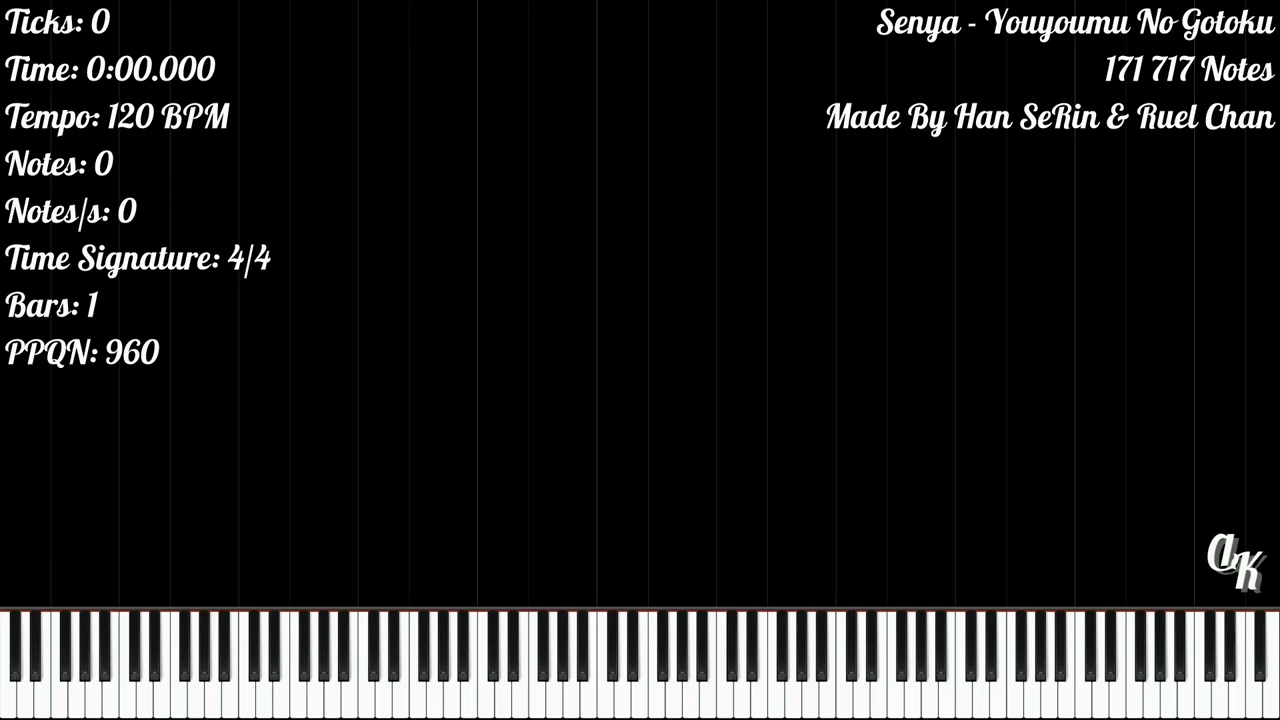 Ticks: 0
Time: 0:00.000
Tempo: 120 BPM
Notes: 0
Notes/s: 0
Time Signature: 4/4
Bars: 1
PPQN: 960
Senya - Youyoumu No Gotoku
171 717 Notes
Made By Han SeRin & Ruel Chan
aK